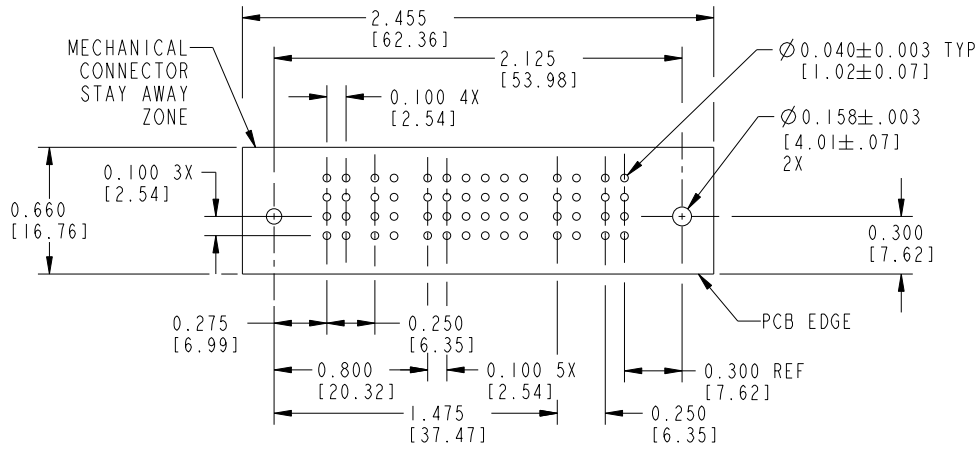 2.455
[62.36]
MECHANICAL
CONNECTOR
STAY AWAY
ZONE
2.125
[53.98]
Ø0.040±0.003 TYP
[1.02±0.07]
0.100 4X
[2.54]
Ø0.158±.003
[4.01±.07]
2X
0.100 3X
[2.54]
0.660
[16.76]
0.300
[7.62]
PCB EDGE
0.275
[6.99]
0.250
[6.35]
0.800
[20.32]
0.100 5X
[2.54]
0.300 REF
[7.62]
1.475
[37.47]
0.250
[6.35]